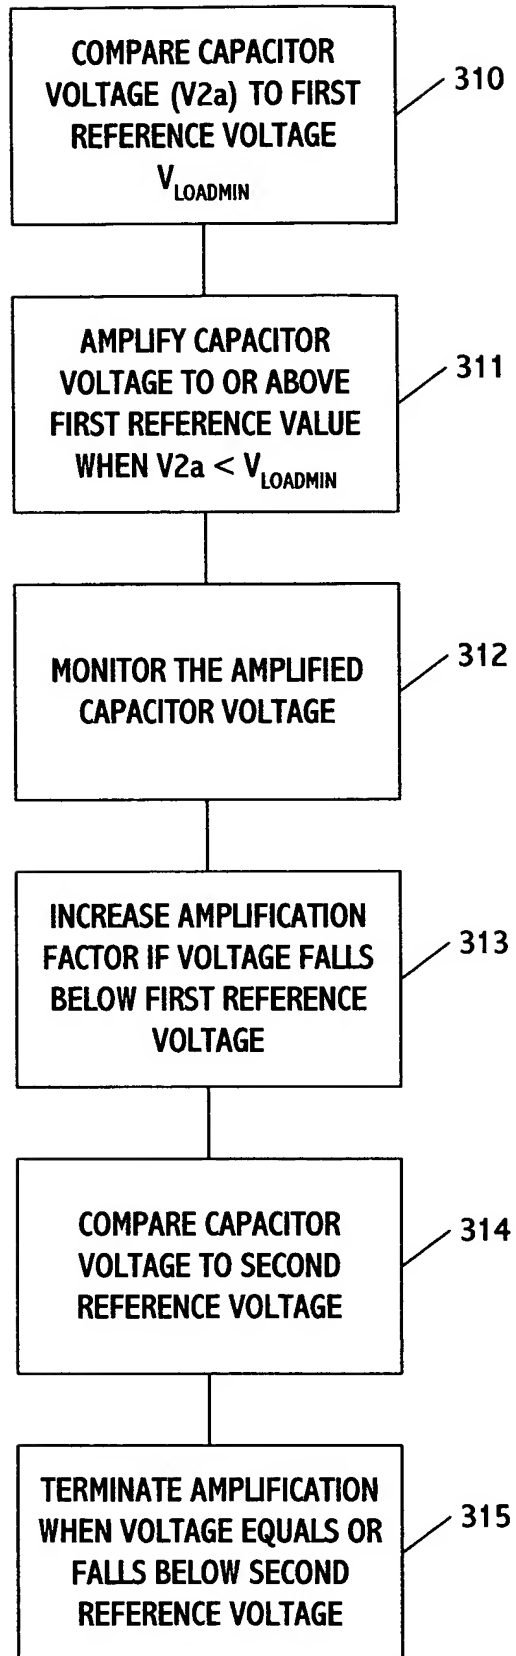 COMPARE CAPACITOR
VOLTAGE (V2a) TO FIRST
REFERENCE VOLTAGE
V_LOADMIN
310
AMPLIFY CAPACITOR
VOLTAGE TO OR ABOVE
FIRST REFERENCE VALUE
WHEN V2a < V_LOADMIN
311
MONITOR THE AMPLIFIED
CAPACITOR VOLTAGE
312
INCREASE AMPLIFICATION
FACTOR IF VOLTAGE FALLS
BELOW FIRST REFERENCE
VOLTAGE
313
COMPARE CAPACITOR
VOLTAGE TO SECOND
REFERENCE VOLTAGE
314
TERMINATE AMPLIFICATION
WHEN VOLTAGE EQUALS OR
FALLS BELOW SECOND
REFERENCE VOLTAGE
315